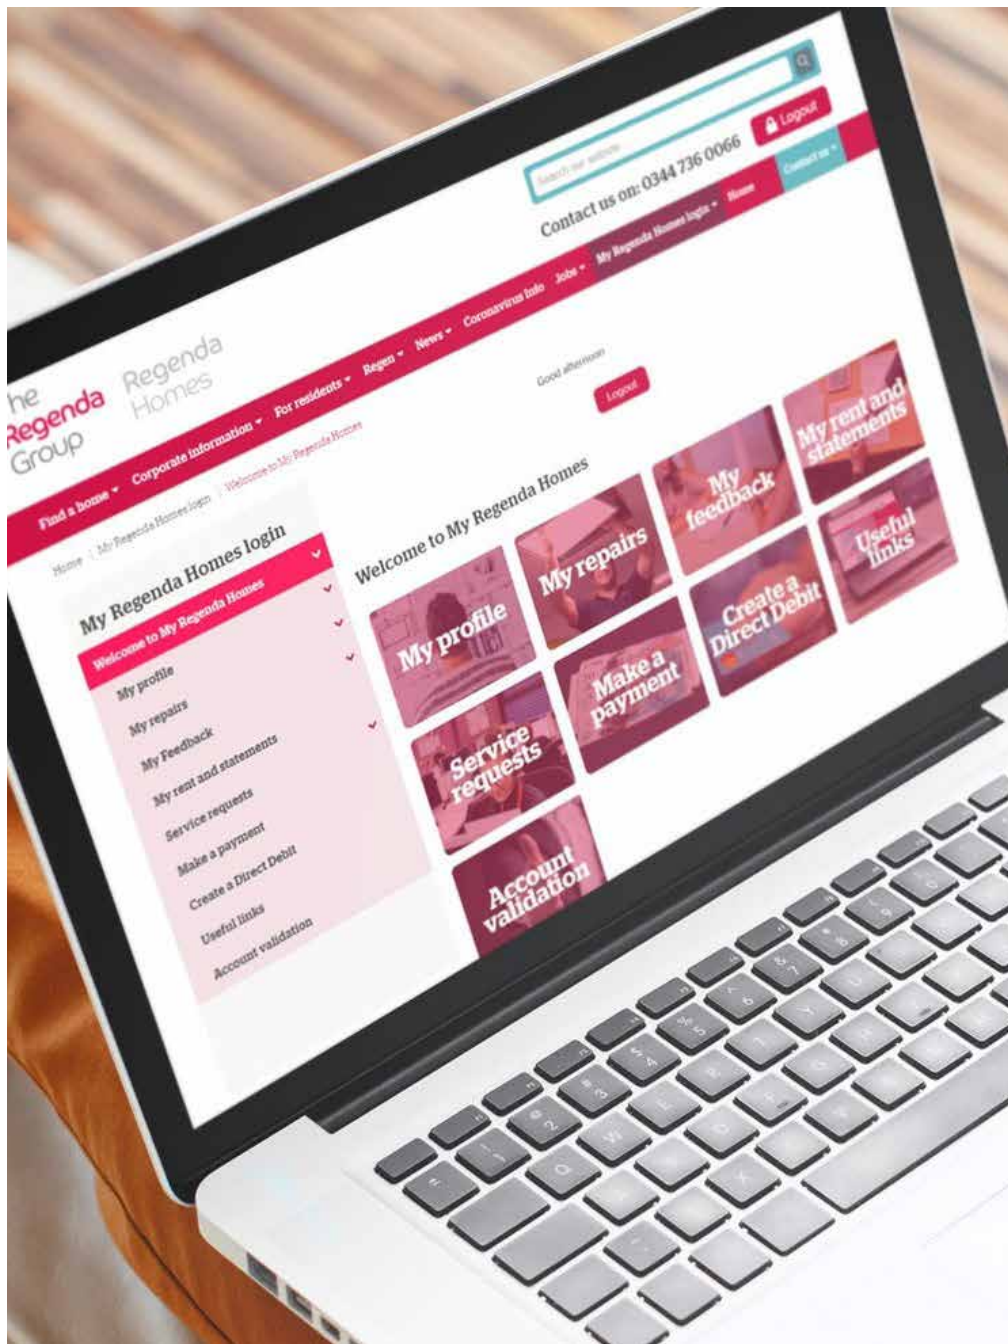 Search our website
Contact us on: 0344 736 0066
Logout
he
Regenda
Group
Regenda
Homes
Find a home
Corporate information
For residents
Regen
News
Coronavirus Info
Jobs
My Regenda Homes login
Home
Contact us
Home | My Regenda Homes login | Welcome to My Regenda Homes
Good afternoon
Logout
My Regenda Homes login
Welcome to My Regenda Homes
My profile
My repairs
My Feedback
My rent and statements
Service requests
Make a payment
Create a Direct Debit
Useful links
Account validation
Welcome to My Regenda Homes
My profile
My repairs
My
feedback
My rent and
statements
Service
requests
Make a
payment
Create a
Direct Debit
Useful
links
Account
validation